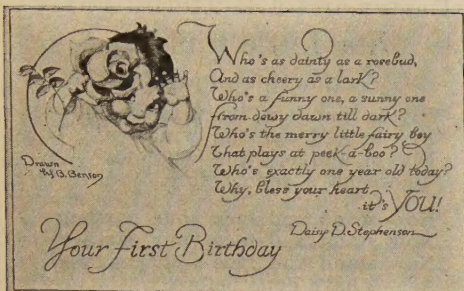 Who's as dainty as a rosebud,
And as cheery as a lark?
Who's a funny one, a sunny one
from dewy dawn till dark?
Who's the merry little fairy boy
That plays at peek-a-boo?
Who's exactly one year old today?
Why, bless your heart
it's YOU!
Daisy D. Stephenson
Drawn
by G. Benson
Your First Birthday